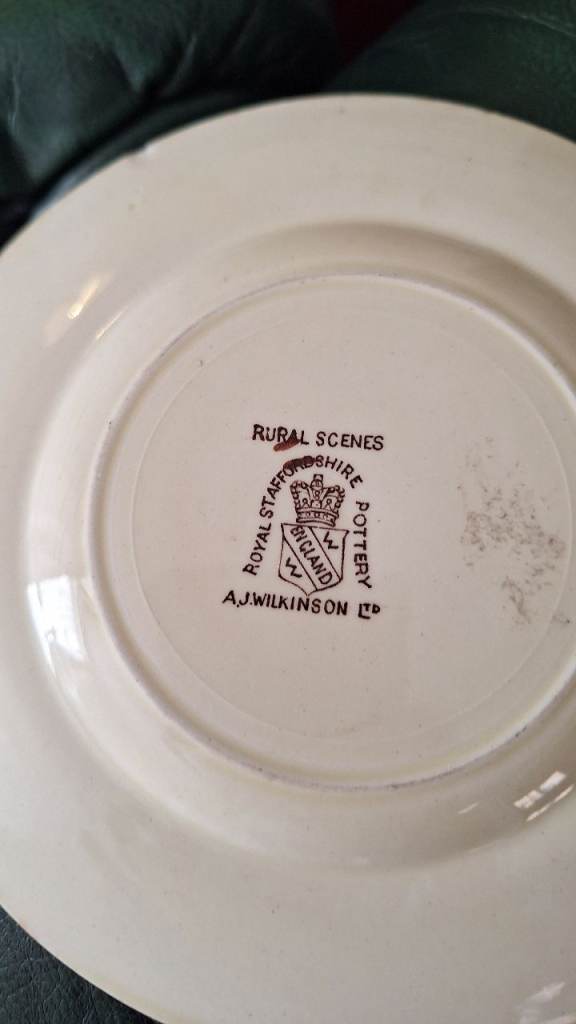 RURAL SCENES
ROYAL STAFFORDSHIRE POTTERY
W
ENGLAND
W
A.J.WILKINSON LTD